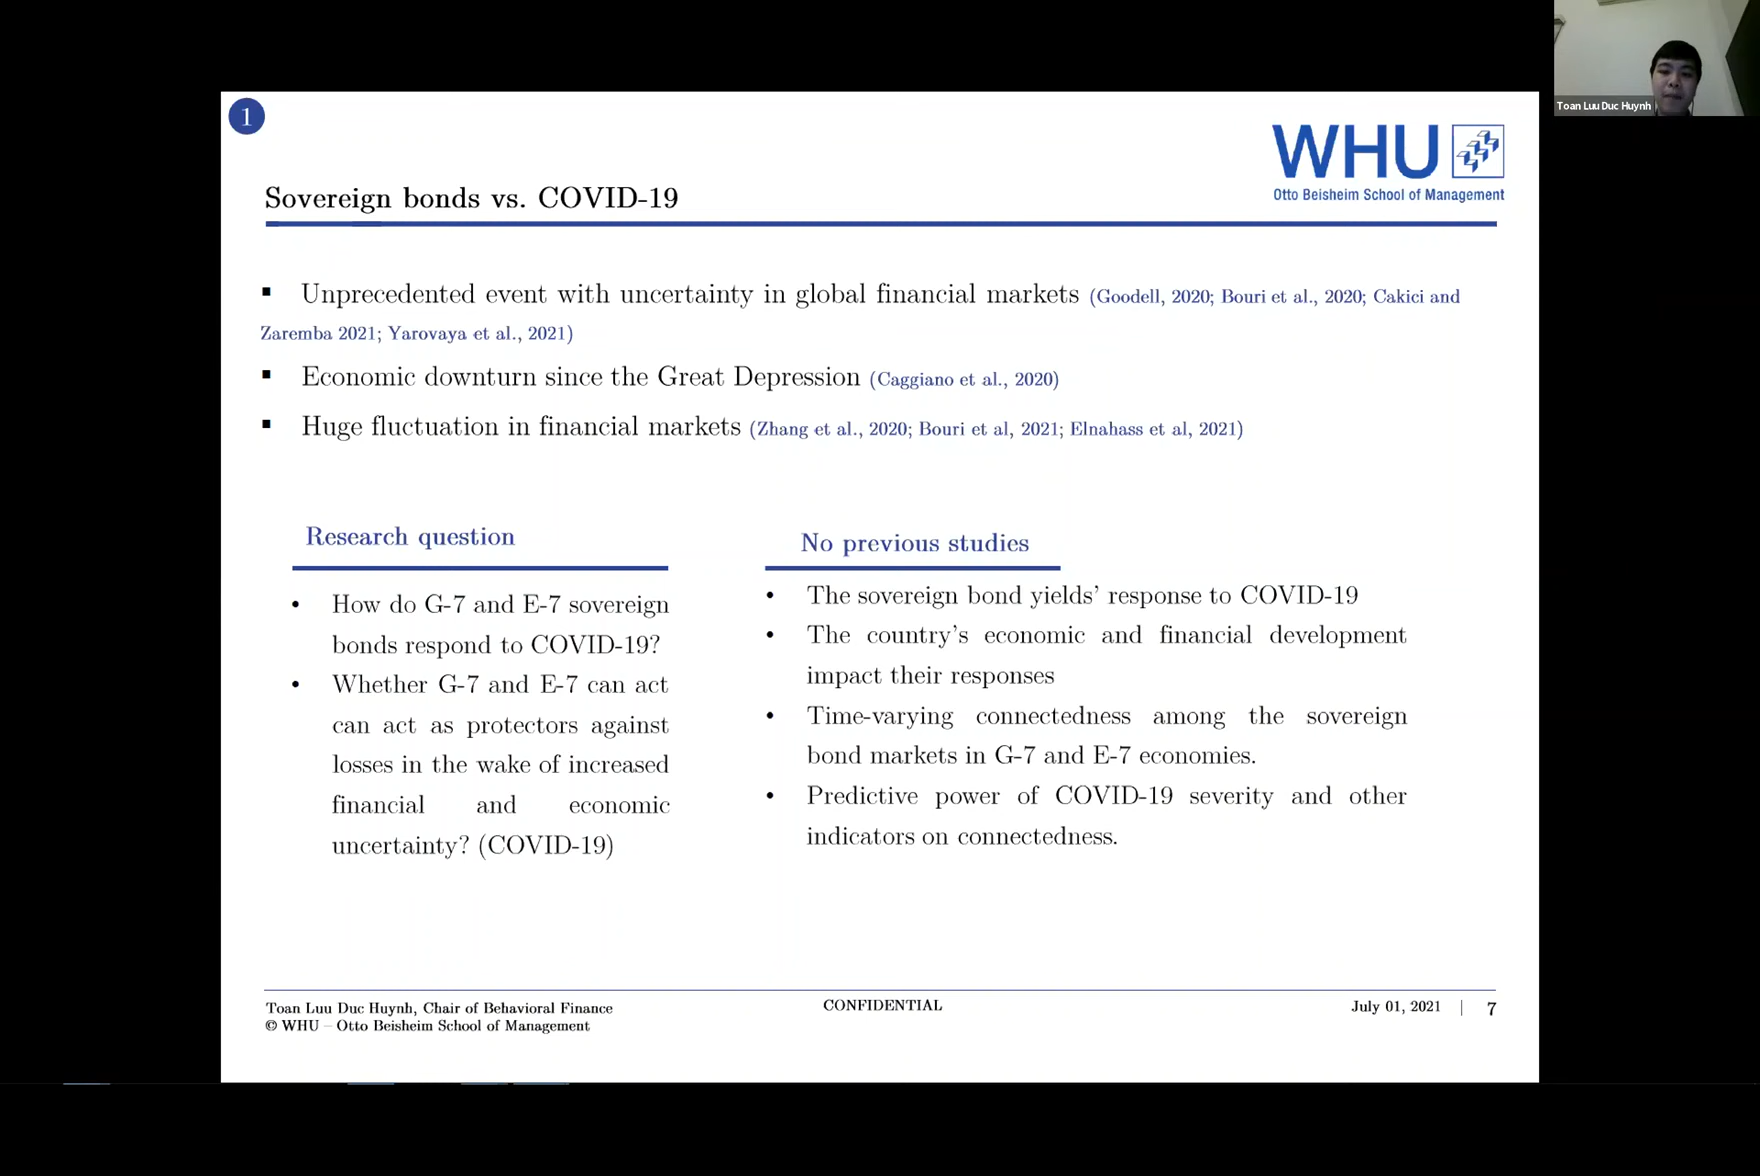 Toan Luu Duc Huynh
1
WHU
Otto Beisheim School of Management
Sovereign bonds vs. COVID-19
▪ Unprecedented event with uncertainty in global financial markets (Goodell, 2020; Bouri et al., 2020; Cakici and
Zaremba 2021; Yarovaya et al., 2021)
▪ Economic downturn since the Great Depression (Caggiano et al., 2020)
▪ Huge fluctuation in financial markets (Zhang et al., 2020; Bouri et al, 2021; Elnahass et al, 2021)
Research question
• How do G-7 and E-7 sovereign
bonds respond to COVID-19?
• Whether G-7 and E-7 can act
can act as protectors against
losses in the wake of increased
financial and economic
uncertainty? (COVID-19)
No previous studies
• The sovereign bond yields’ response to COVID-19
• The country’s economic and financial development
impact their responses
• Time-varying connectedness among the sovereign
bond markets in G-7 and E-7 economies.
• Predictive power of COVID-19 severity and other
indicators on connectedness.
Toan Luu Duc Huynh, Chair of Behavioral Finance
© WHU – Otto Beisheim School of Management
CONFIDENTIAL
July 01, 2021 | 7